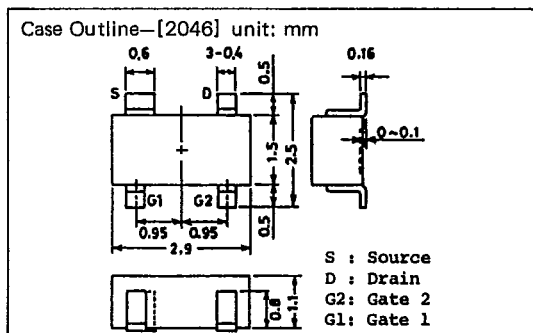 Case Outline—[2046] unit: mm
0.6 3-0.4 0.16
S D 0.5
0~0.1
1.5 2.5
G1 G2
0.5
0.95 0.95
2.9
S : Source
D : Drain
G2: Gate 2
G1: Gate 1
0.8 1.1